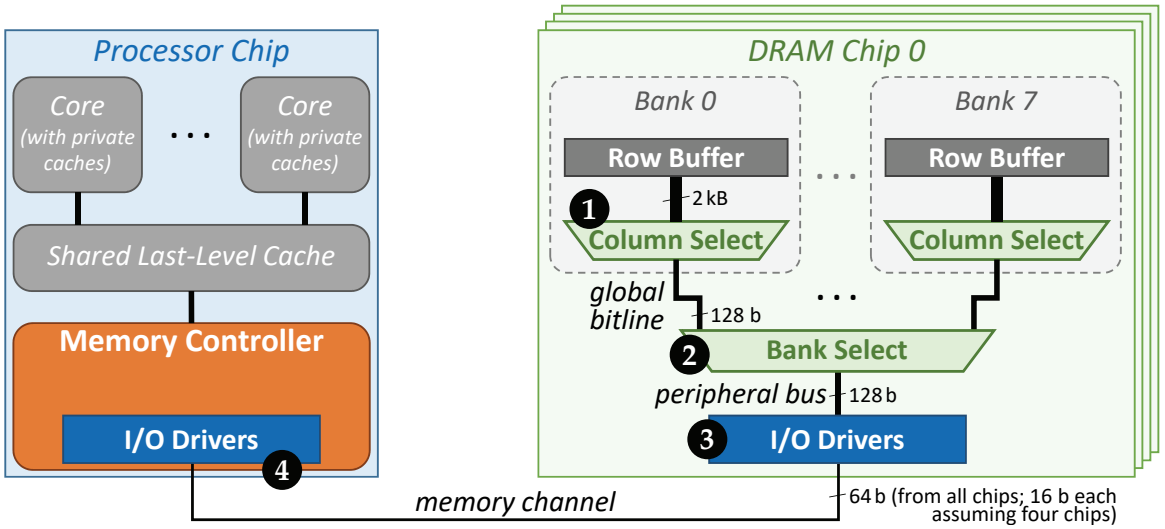 Processor Chip
Core
(with private
caches)
. . .
Core
(with private
caches)
Shared Last-Level Cache
Memory Controller
I/O Drivers
4
memory channel
DRAM Chip 0
Bank 0
Row Buffer
2 kB
1
Column Select
. . .
Bank 7
Row Buffer
Column Select
global
bitline
128 b
. . .
2
Bank Select
peripheral bus
128 b
3
I/O Drivers
64 b (from all chips; 16 b each
assuming four chips)